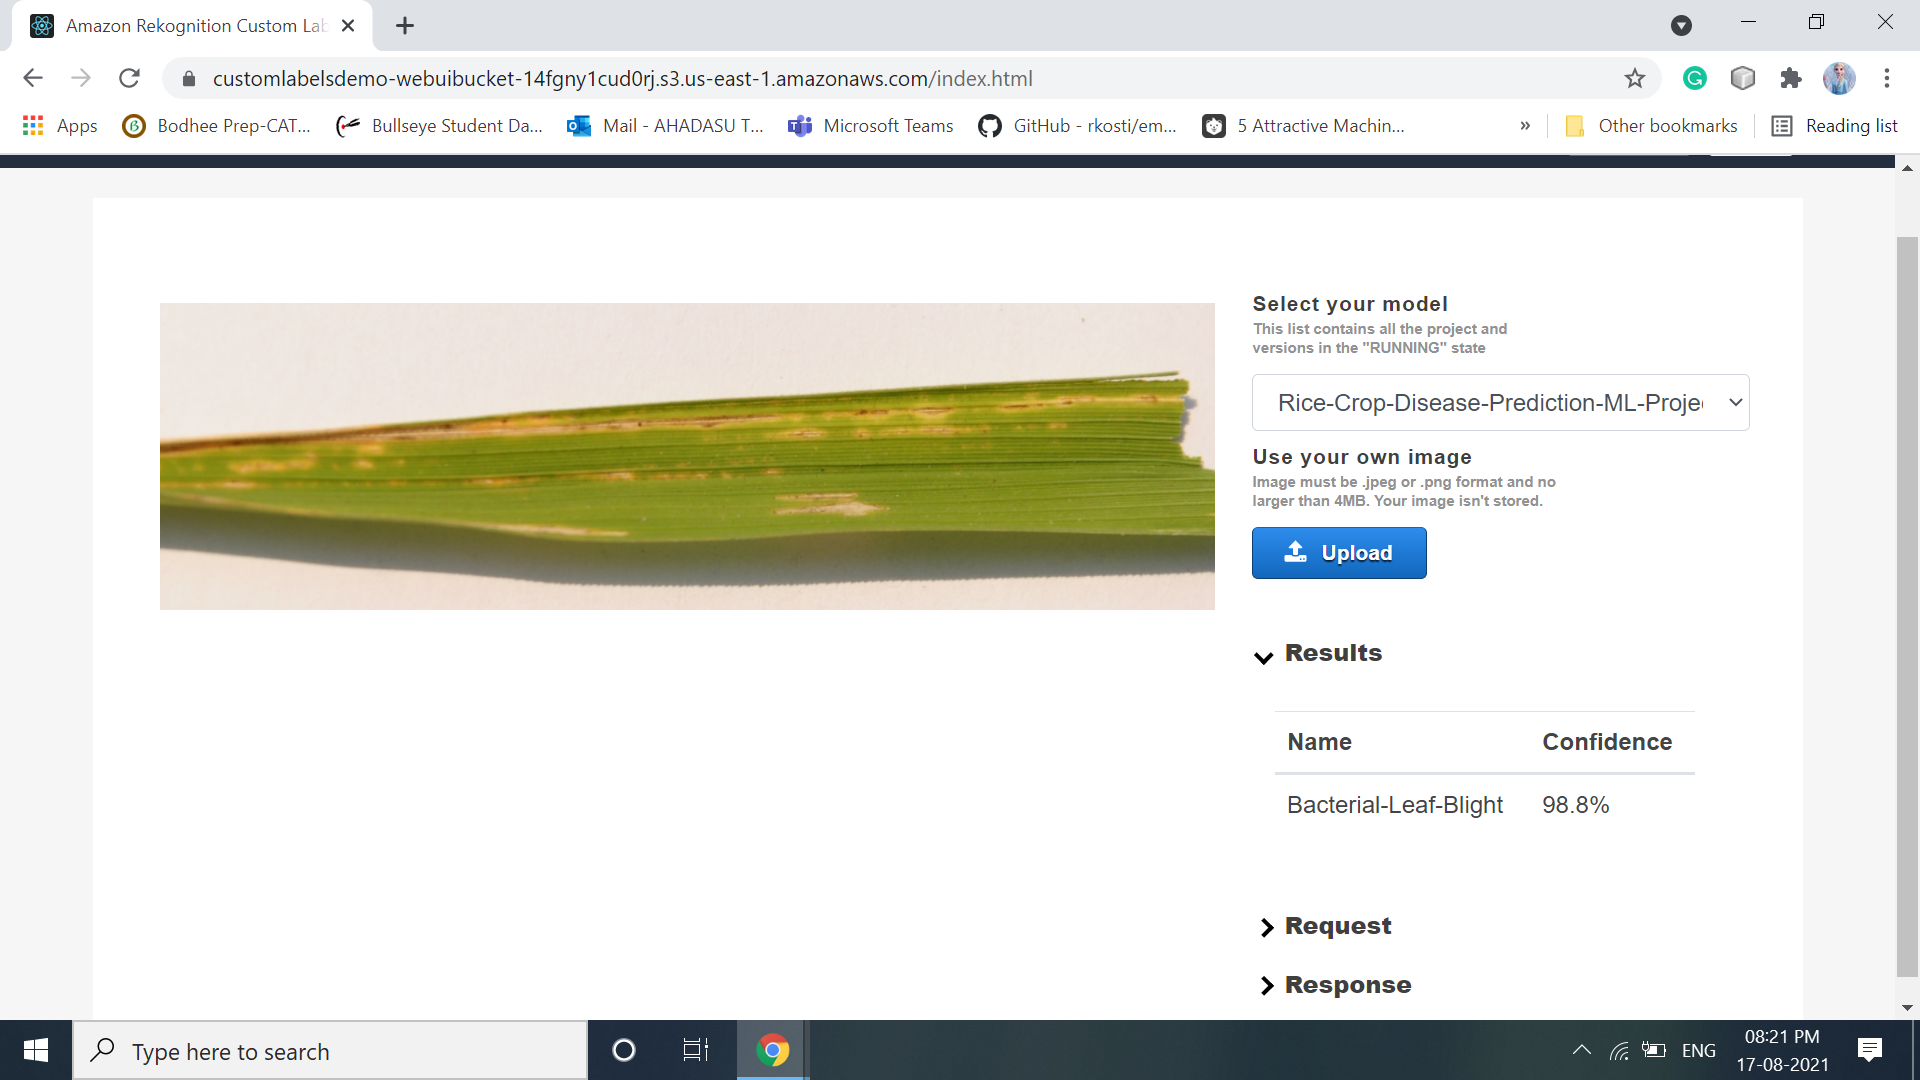 Amazon Rekognition Custom Lab
customlabelsdemo-webuibucket-14fgny1cud0rj.s3.us-east-1.amazonaws.com/index.html
Apps Bodhee Prep-CAT... Bullseye Student Da... Mail - AHADASU T... Microsoft Teams GitHub - rkosti/em... 5 Attractive Machin... » Other bookmarks Reading list
Select your model
This list contains all the project and
versions in the "RUNNING" state
Rice-Crop-Disease-Prediction-ML-Projec
Use your own image
Image must be .jpeg or .png format and no
larger than 4MB. Your image isn't stored.
Upload
Results
Name Confidence
Bacterial-Leaf-Blight 98.8%
Request
Response
Type here to search
ENG
08:21 PM
17-08-2021